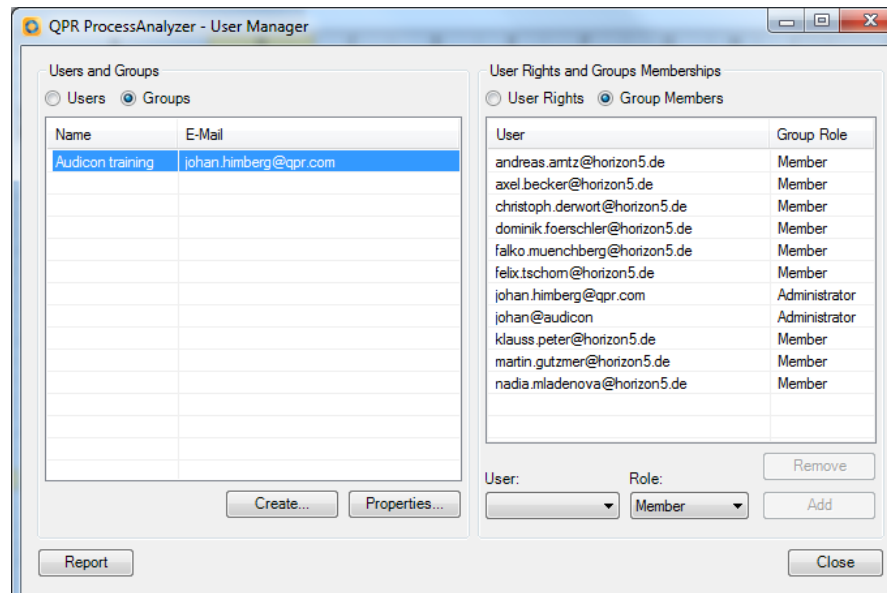 QPR ProcessAnalyzer - User Manager
Users and Groups
Users Groups
Name E-Mail
Audicon training johan.himberg@qpr.com
Create... Properties...
User Rights and Groups Memberships
User Rights Group Members
User Group Role
andreas.arntz@horizon5.de Member
axel.becker@horizon5.de Member
christoph.derwort@horizon5.de Member
dominik.foerschler@horizon5.de Member
falko.muenchberg@horizon5.de Member
felix.tschorn@horizon5.de Member
johan.himberg@qpr.com Administrator
johan@audicon Administrator
klauss.peter@horizon5.de Member
martin.gutzmer@horizon5.de Member
nadia.mladenova@horizon5.de Member
Remove
User: Role:
Member Add
Report Close